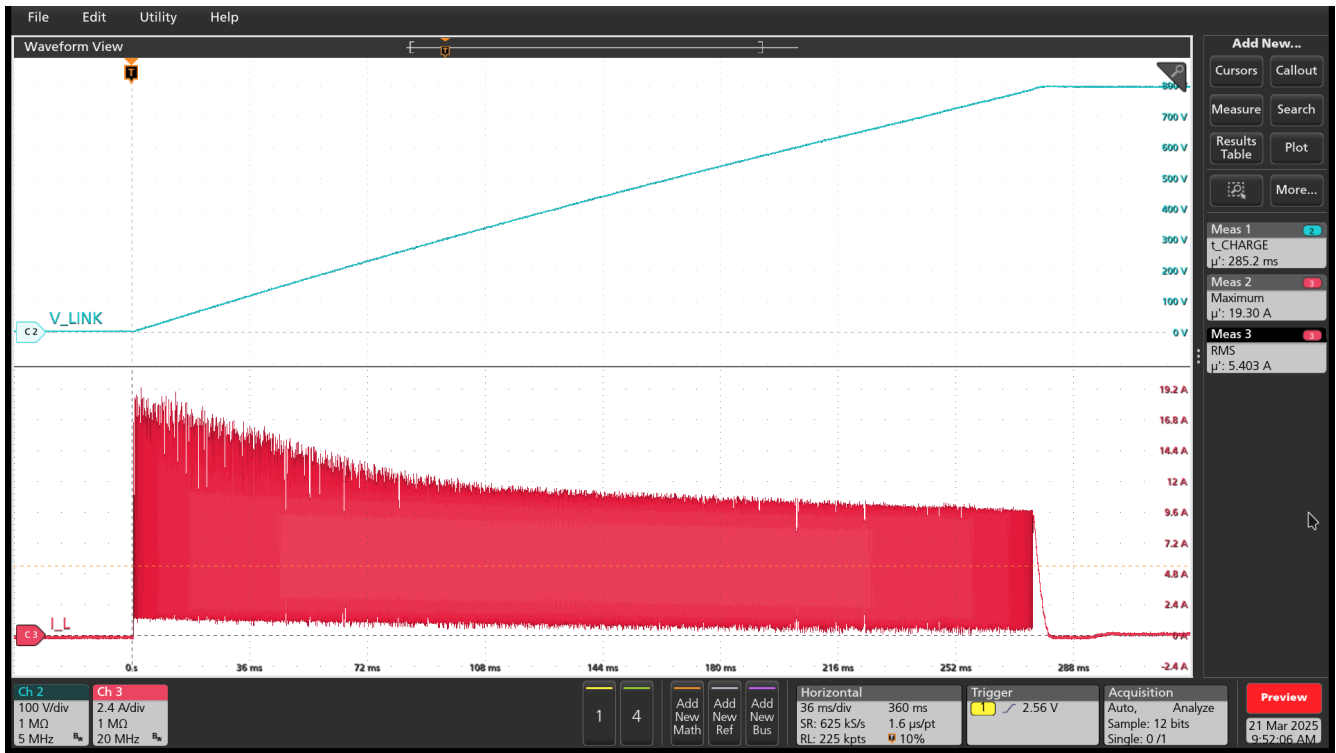 File Edit Utility Help
Waveform View
Add New...
T
T
Cursors Callout
Measure Search
Results Table Plot
More...
700 V
600 V
500 V
400 V
300 V
200 V
100 V
0 V
C2 V_LINK
Meas 1 2
t_CHARGE
µ': 285.2 ms
Meas 2 3
Maximum
µ': 19.30 A
Meas 3 3
RMS
µ': 5.403 A
19.2 A
16.8 A
14.4 A
12 A
9.6 A
7.2 A
4.8 A
2.4 A
0 A
-2.4 A
C3 I_L
0 s 36 ms 72 ms 108 ms 144 ms 180 ms 216 ms 252 ms 288 ms
Ch 2
100 V/div
1 MΩ
5 MHz Bw
Ch 3
2.4 A/div
1 MΩ
20 MHz Bw
1
4
Add New Math
Add New Ref
Add New Bus
Horizontal
36 ms/div 360 ms
SR: 625 kS/s 1.6 µs/pt
RL: 225 kpts T 10%
Trigger
1 2.56 V
Acquisition
Auto, Analyze
Sample: 12 bits
Single: 0 /1
Preview
21 Mar 2025
9:52:06 AM